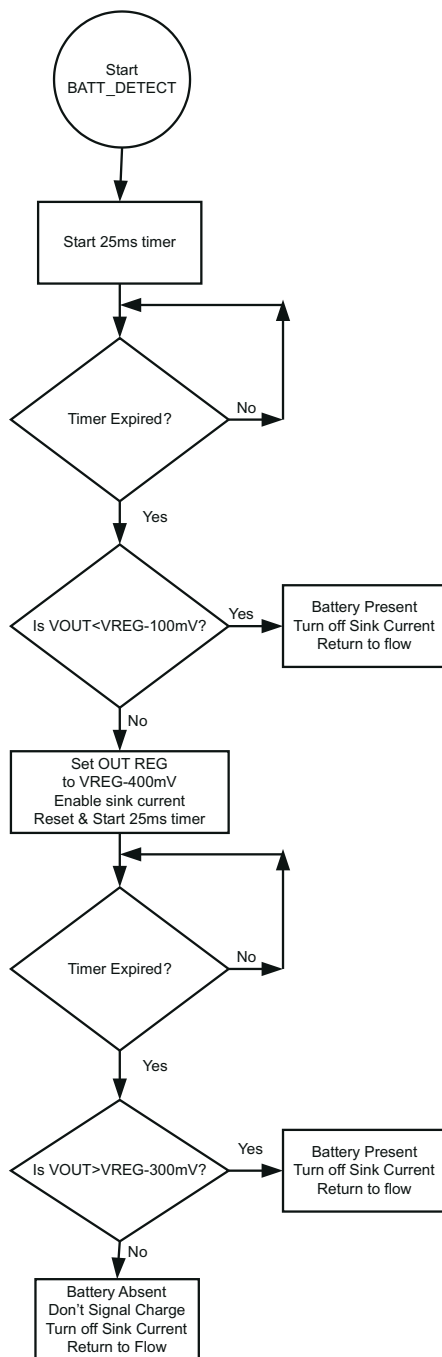 Start
BATT_DETECT
Start 25ms timer
Timer Expired?
No
Yes
Is VOUT<VREG-100mV?
Yes
Battery Present
Turn off Sink Current
Return to flow
No
Set OUT REG
to VREG-400mV
Enable sink current
Reset & Start 25ms timer
Timer Expired?
No
Yes
Is VOUT>VREG-300mV?
Yes
Battery Present
Turn off Sink Current
Return to flow
No
Battery Absent
Don't Signal Charge
Turn off Sink Current
Return to Flow